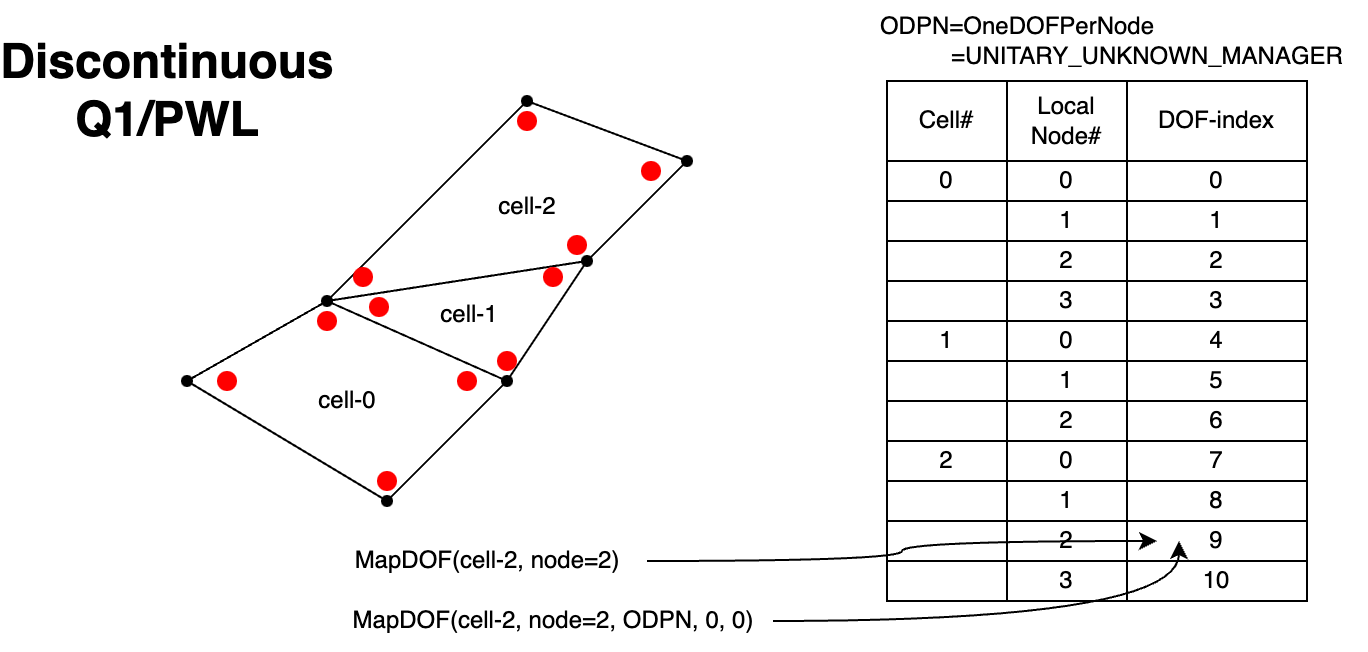 Discontinuous
Q1/PWL
ODPN=OneDOFPerNode
=UNITARY_UNKNOWN_MANAGER
Cell# Local Node# DOF-index
0 0 0
1 1
2 2
3 3
1 0 4
1 5
2 6
2 0 7
1 8
2 9
3 10
cell-2
cell-1
cell-0
MapDOF(cell-2, node=2)
MapDOF(cell-2, node=2, ODPN, 0, 0)